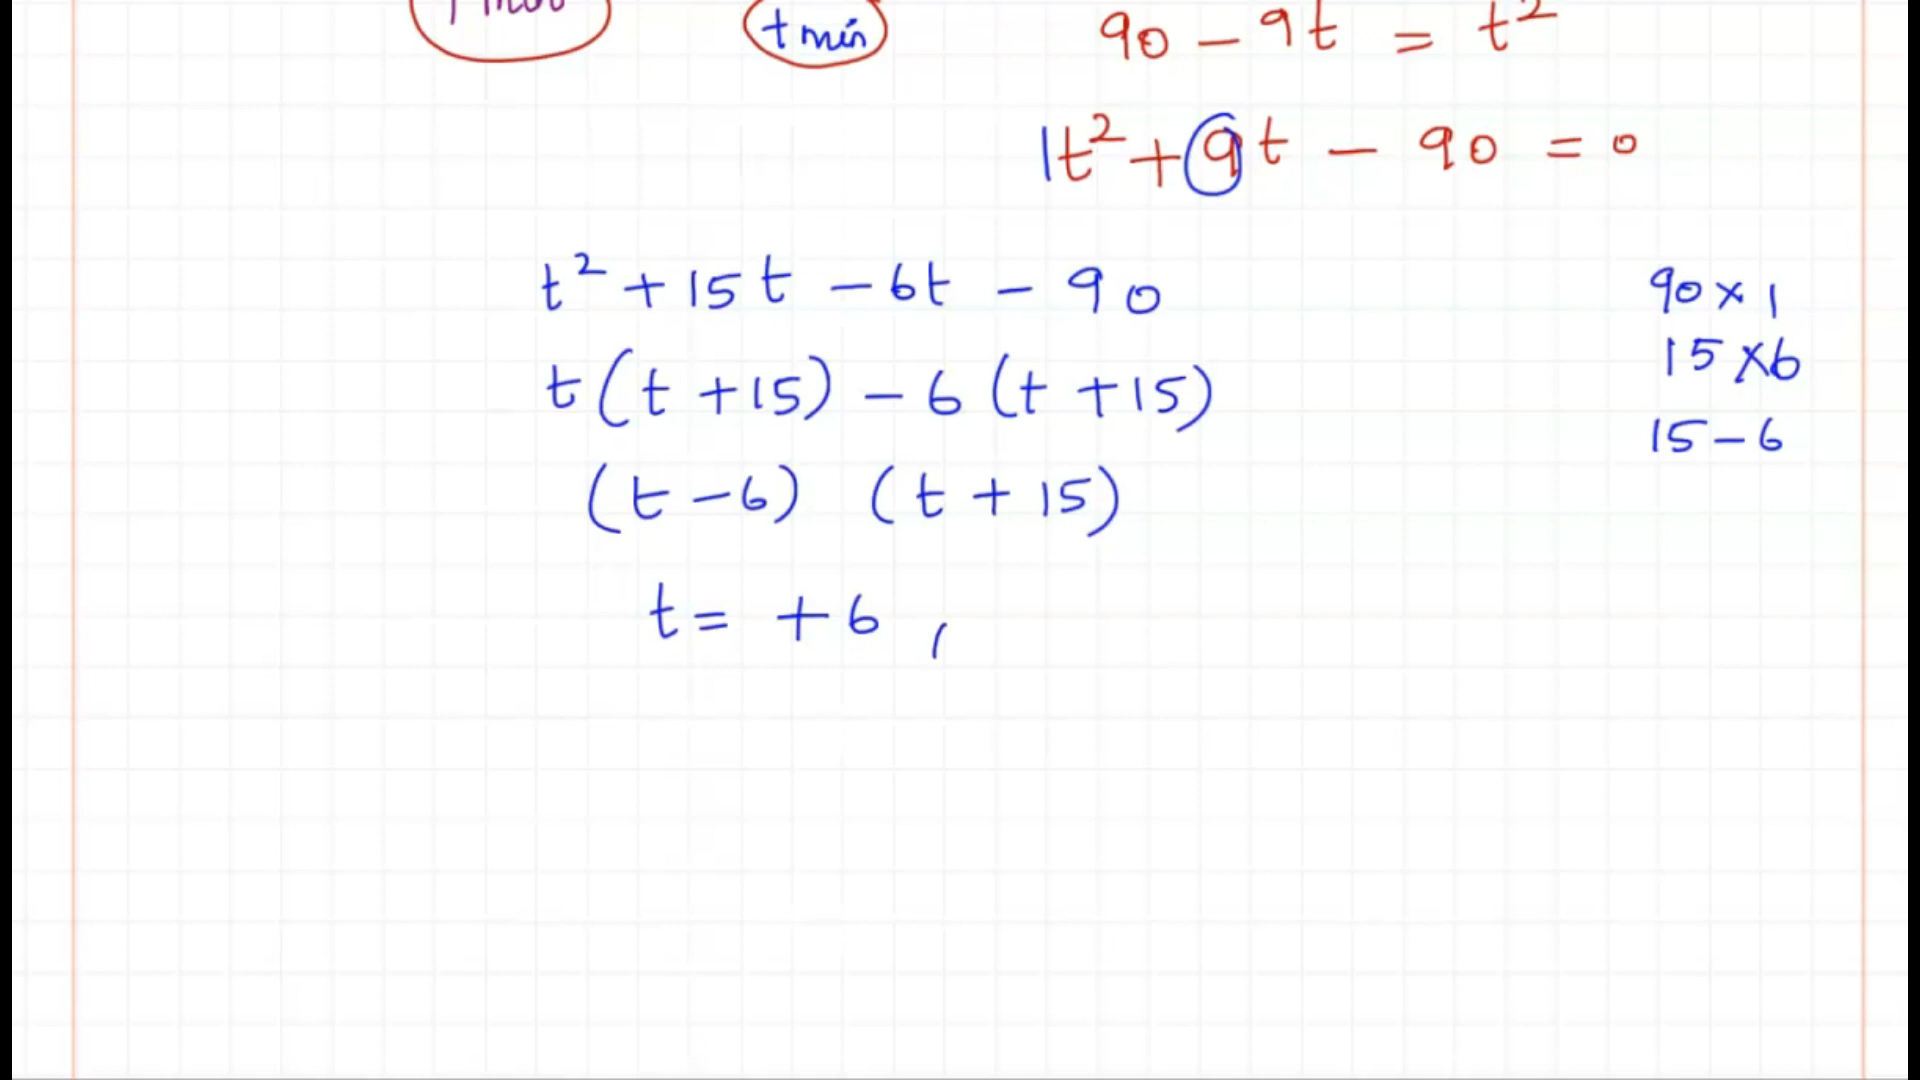 t min
90 - 9t = t²
1t² + 9t - 90 = 0
t² + 15t - 6t - 90
90 × 1
t(t + 15) - 6(t + 15)
15 × 6
15 - 6
(t - 6) (t + 15)
t = + 6 ,